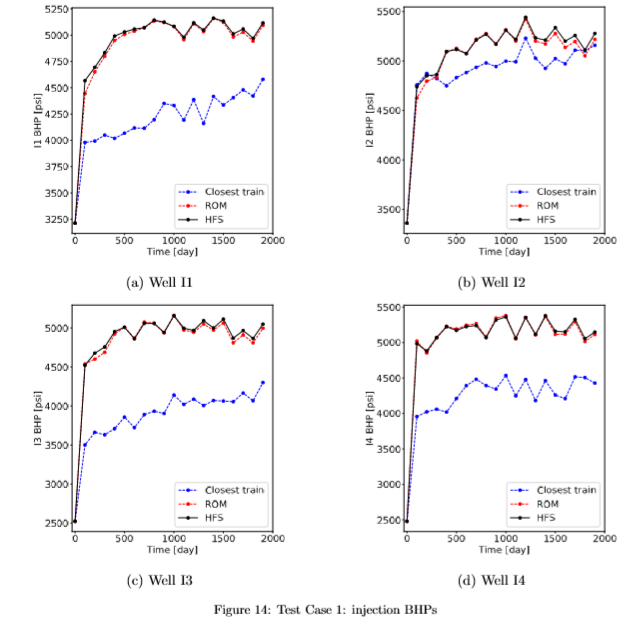 5250
5000
4750
4500
4250
4000
3750
3500
3250
I1 BHP [psi]
Closest train
ROM
HFS
0 500 1000 1500 2000
Time [day]
(a) Well I1
5500
5000
4500
4000
3500
I2 BHP [psi]
Closest train
ROM
HFS
0 500 1000 1500 2000
Time [day]
(b) Well I2
5000
4500
4000
3500
3000
2500
I3 BHP [psi]
Closest train
ROM
HFS
0 500 1000 1500 2000
Time [day]
(c) Well I3
5500
5000
4500
4000
3500
3000
2500
I4 BHP [psi]
Closest train
ROM
HFS
0 500 1000 1500 2000
Time [day]
(d) Well I4
Figure 14: Test Case 1: injection BHPs